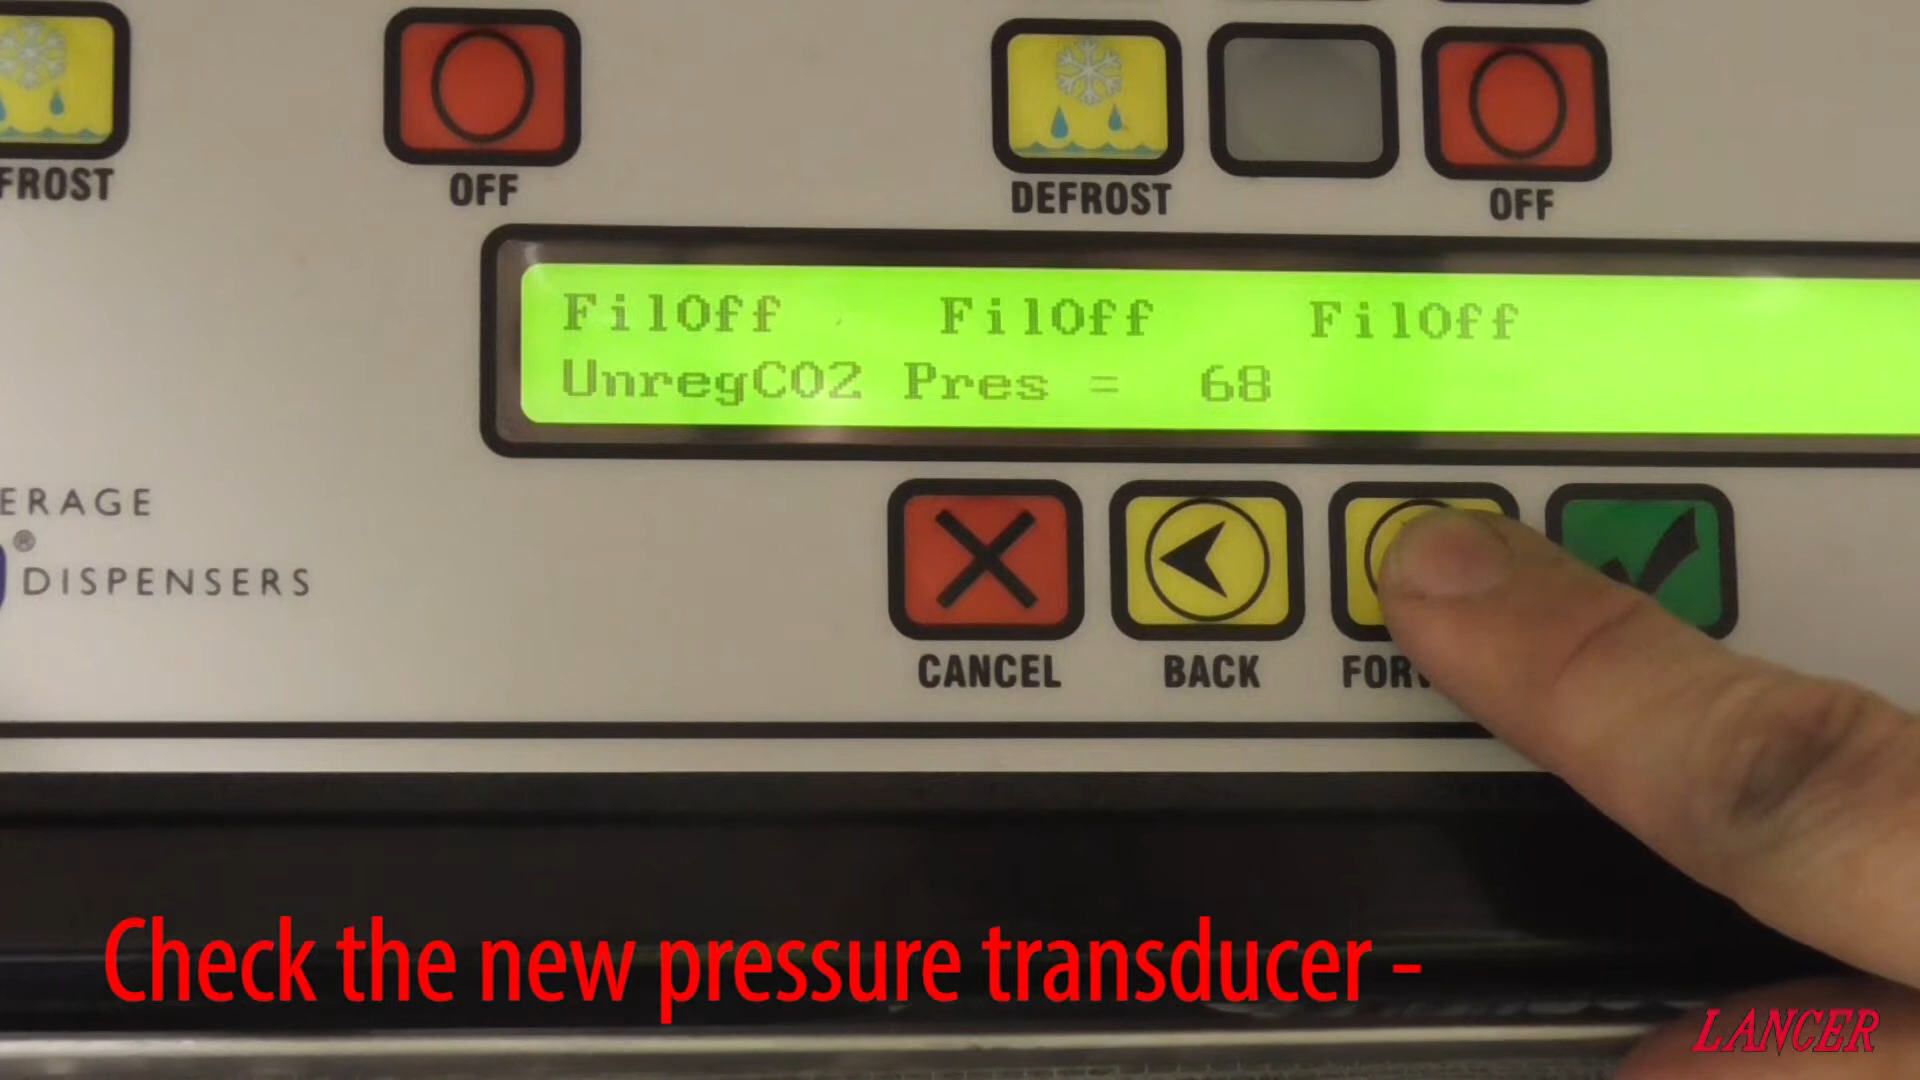 FROST
OFF
DEFROST
OFF
FilOff FilOff FilOff
UnregCO2 Pres = 68
ERAGE
®
DISPENSERS
CANCEL
BACK
FOR
Check the new pressure transducer -
LANCER